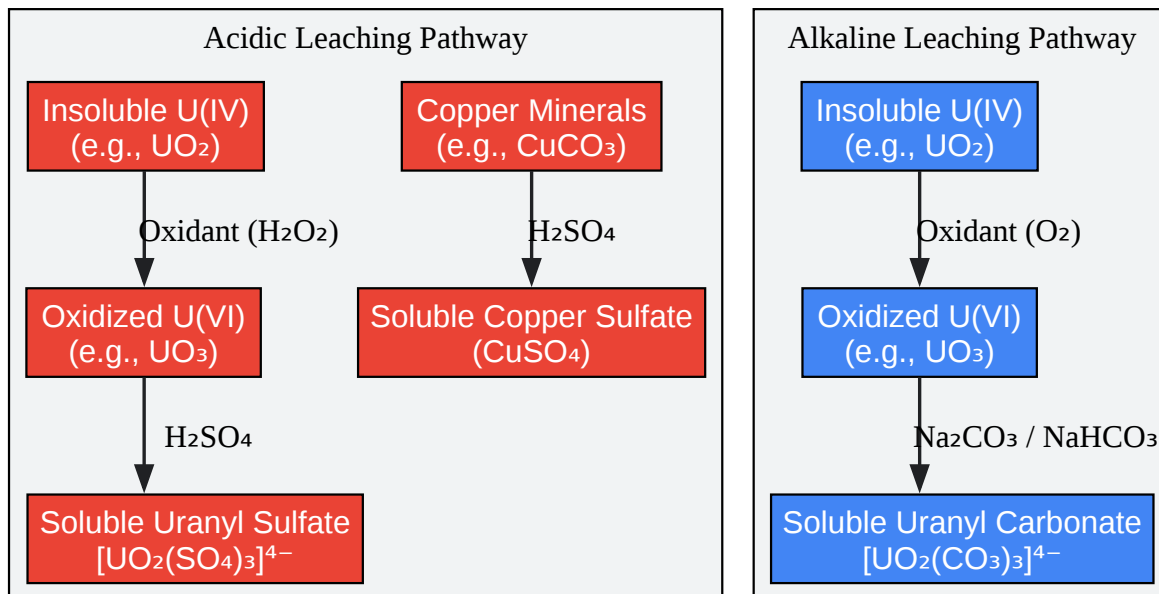 Acidic Leaching Pathway
Insoluble U(IV)
(e.g., UO₂)
Copper Minerals
(e.g., CuCO₃)
Oxidant (H₂O₂)
H₂SO₄
Oxidized U(VI)
(e.g., UO₃)
Soluble Copper Sulfate
(CuSO₄)
H₂SO₄
Soluble Uranyl Sulfate
[UO₂(SO₄)₃]⁴⁻
Alkaline Leaching Pathway
Insoluble U(IV)
(e.g., UO₂)
Oxidant (O₂)
Oxidized U(VI)
(e.g., UO₃)
Na₂CO₃ / NaHCO₃
Soluble Uranyl Carbonate
[UO₂(CO₃)₃]⁴⁻